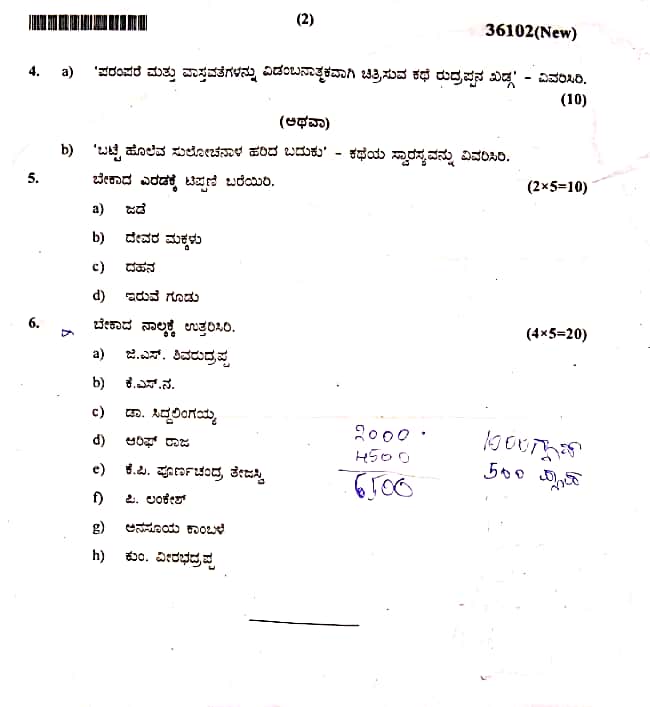 (2)
36102(New)
4. a) 'ಪರಂಪರೆ ಮತ್ತು ವಾಸ್ತವತೆಗಳನ್ನು ವಿಡಂಬನಾತ್ಮಕವಾಗಿ ಚಿತ್ರಿಸುವ ಕಥೆ ರುದ್ರಪ್ಪನ ಖಡ್ಗ' – ವಿವರಿಸಿರಿ.
(10)
(ಅಥವಾ)
b) 'ಬಟ್ಟೆ ಹೊಲೆವ ಸುಲೋಚನಾಳ ಹರಿದ ಬದುಕು' – ಕಥೆಯ ಸ್ವಾರಸ್ಯವನ್ನು ವಿವರಿಸಿರಿ.
5. ಬೇಕಾದ ಎರಡಕ್ಕೆ ಟಿಪ್ಪಣಿ ಬರೆಯಿರಿ. (2×5=10)
a) ಜಡೆ
b) ದೇವರ ಮಕ್ಕಳು
c) ದಹನ
d) ಇರುವೆ ಗೂಡು
6. ಬೇಕಾದ ನಾಲ್ಕಕ್ಕೆ ಉತ್ತರಿಸಿರಿ. (4×5=20)
a) ಜಿ.ಎಸ್. ಶಿವರುದ್ರಪ್ಪ
b) ಕೆ.ಎಸ್.ನ.
c) ಡಾ. ಸಿದ್ದಲಿಂಗಯ್ಯ
d) ಆರಿಫ್ ರಾಜ
e) ಕೆ.ಪಿ. ಪೂರ್ಣಚಂದ್ರ ತೇಜಸ್ವಿ
f) ಪಿ. ಲಂಕೇಶ್
g) ಅನಸೂಯ ಕಾಂಬಳೆ
h) ಕುಂ. ವೀರಭದ್ರಪ್ಪ
2000
4500
6500
1000
500